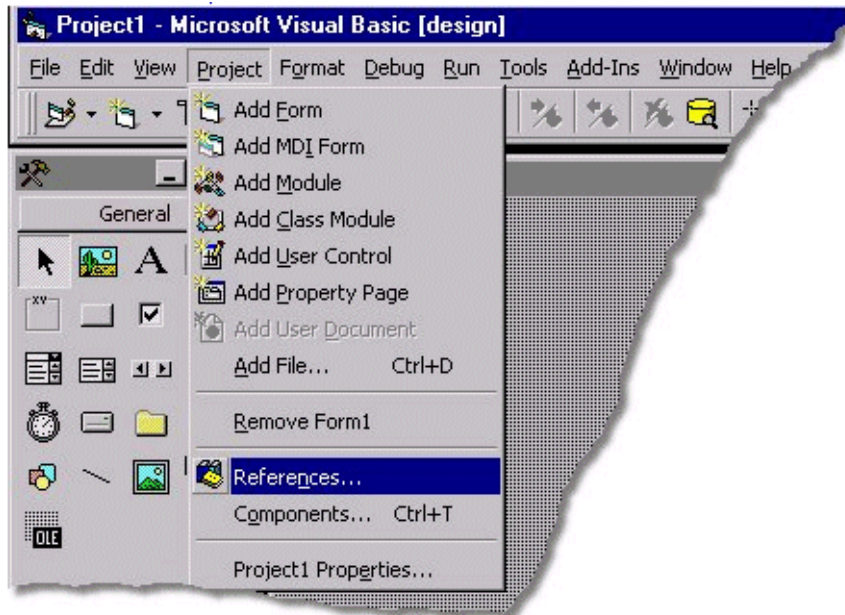 Project1 - Microsoft Visual Basic [design]
File Edit View Project Format Debug Run Tools Add-Ins Window Help
Add Form
Add MDI Form
Add Module
General
Add Class Module
A
Add User Control
XY
Add Property Page
Add User Document
Add File... Ctrl+D
Remove Form1
References...
Components... Ctrl+T
OLE
Project1 Properties...